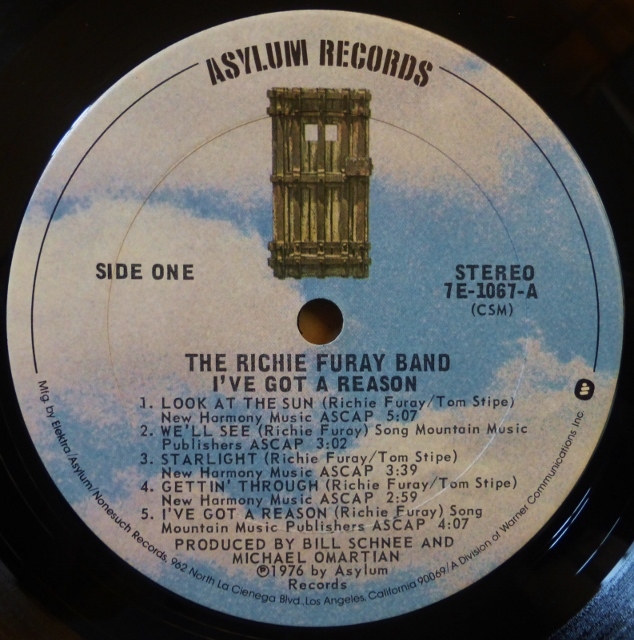 ASYLUM RECORDS
SIDE ONE
STEREO
7E-1067-A
(CSM)
THE RICHIE FURAY BAND
I'VE GOT A REASON
1. LOOK AT THE SUN (Richie Furay/Tom Stipe)
New Harmony Music ASCAP 5:07
2. WE'LL SEE (Richie Furay) Song Mountain Music
Publishers ASCAP 3:02
3. STARLIGHT (Richie Furay/Tom Stipe)
New Harmony Music ASCAP 3:39
4. GETTIN' THROUGH (Richie Furay/Tom Stipe)
New Harmony Music ASCAP 2:59
5. I'VE GOT A REASON (Richie Furay) Song
Mountain Music Publishers ASCAP 4:07
PRODUCED BY BILL SCHNEE AND
MICHAEL OMARTIAN
℗1976 by Asylum
Records
Mfg. by Elektra/Asylum/Nonesuch Records, 962 North La Cienega Blvd., Los Angeles, California 90069/A Division of Warner Communications Inc.